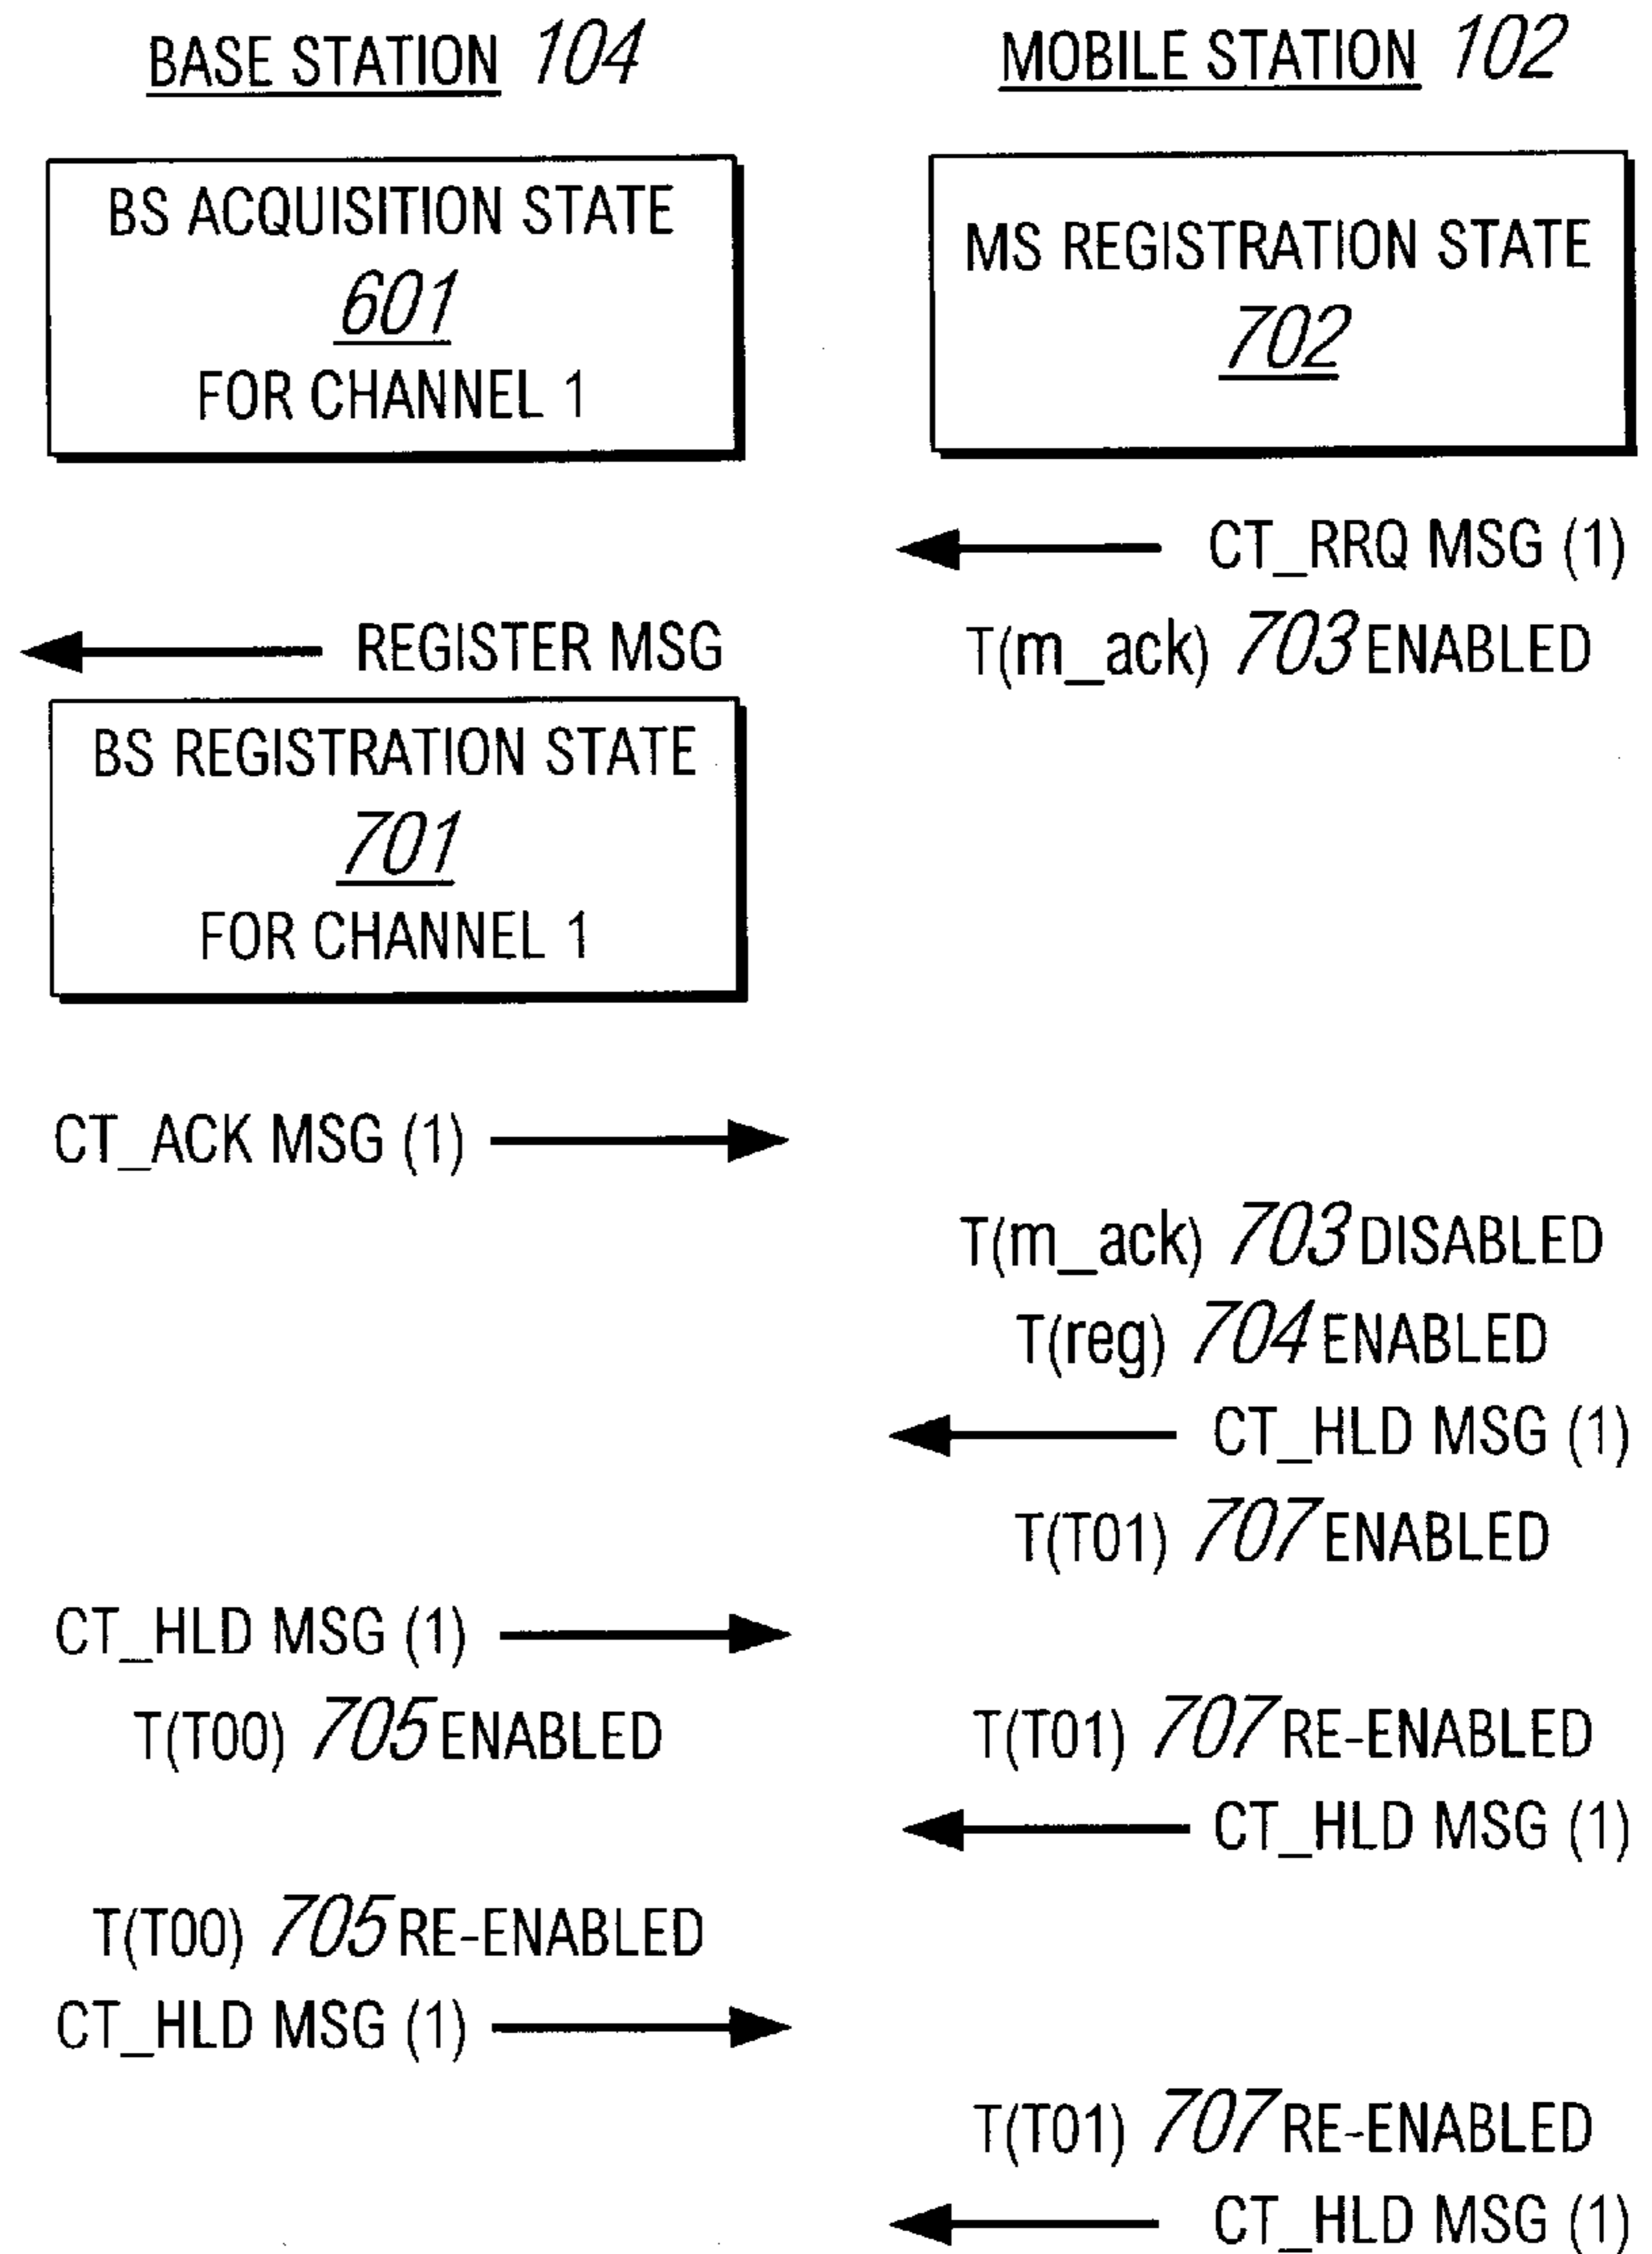 BASE STATION 104
MOBILE STATION 102
BS ACQUISITION STATE
601
FOR CHANNEL 1
MS REGISTRATION STATE
702
CT_RRQ MSG (1)
REGISTER MSG
T(m_ack) 703 ENABLED
BS REGISTRATION STATE
701
FOR CHANNEL 1
CT_ACK MSG (1)
T(m_ack) 703 DISABLED
T(reg) 704 ENABLED
CT_HLD MSG (1)
T(T01) 707 ENABLED
CT_HLD MSG (1)
T(T00) 705 ENABLED
T(T01) 707 RE-ENABLED
CT_HLD MSG (1)
T(T00) 705 RE-ENABLED
CT_HLD MSG (1)
T(T01) 707 RE-ENABLED
CT_HLD MSG (1)